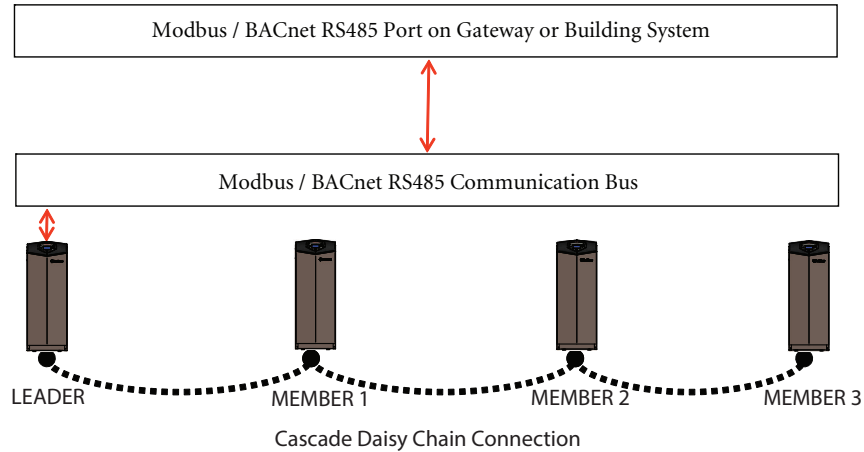 Modbus / BACnet RS485 Port on Gateway or Building System
Modbus / BACnet RS485 Communication Bus
LEADER
MEMBER 1
MEMBER 2
MEMBER 3
Cascade Daisy Chain Connection